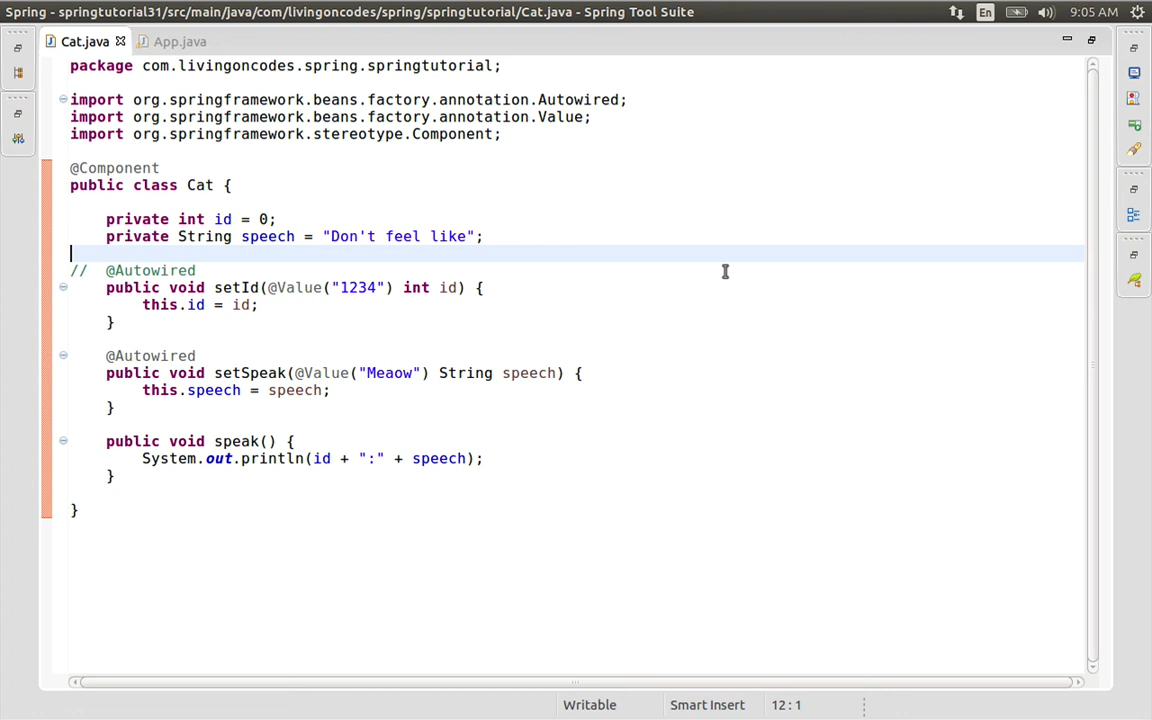 Spring - springtutorial31/src/main/java/com/livingoncodes/spring/springtutorial/Cat.java - Spring Tool Suite
En
9:05 AM
Cat.java
App.java
package com.livingoncodes.spring.springtutorial;
import org.springframework.beans.factory.annotation.Autowired;
import org.springframework.beans.factory.annotation.Value;
import org.springframework.stereotype.Component;
@Component
public class Cat {
private int id = 0;
private String speech = "Don't feel like";
// @Autowired
public void setId(@Value("1234") int id) {
this.id = id;
}
@Autowired
public void setSpeak(@Value("Meaow") String speech) {
this.speech = speech;
}
public void speak() {
System.out.println(id + ":" + speech);
}
}
Writable
Smart Insert
12 : 1